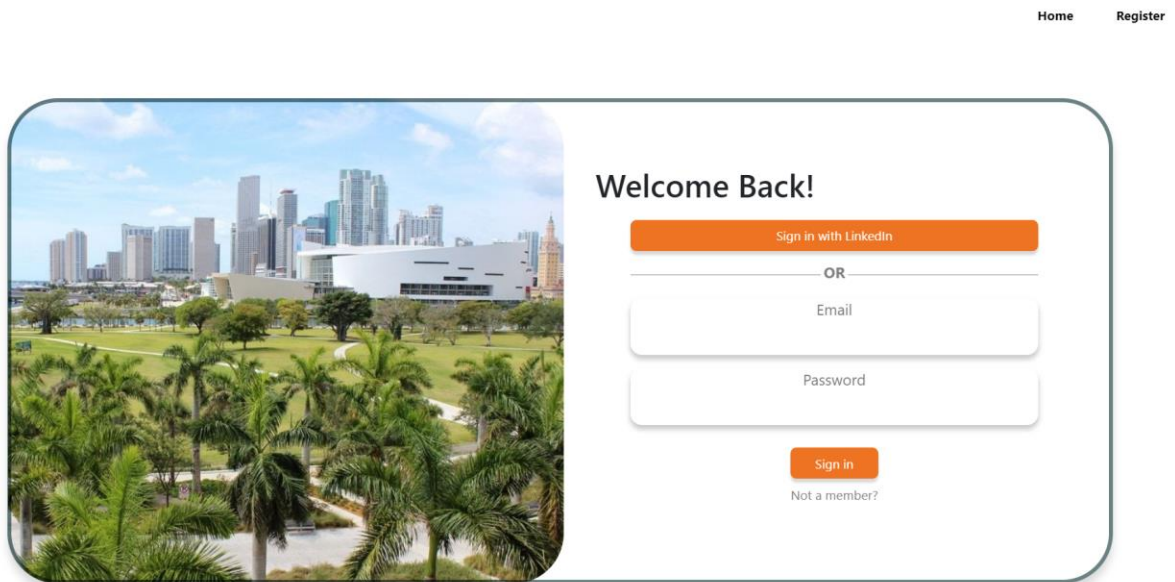 Home Register
Welcome Back!
Sign in with LinkedIn
OR
Email
Password
Sign in
Not a member?